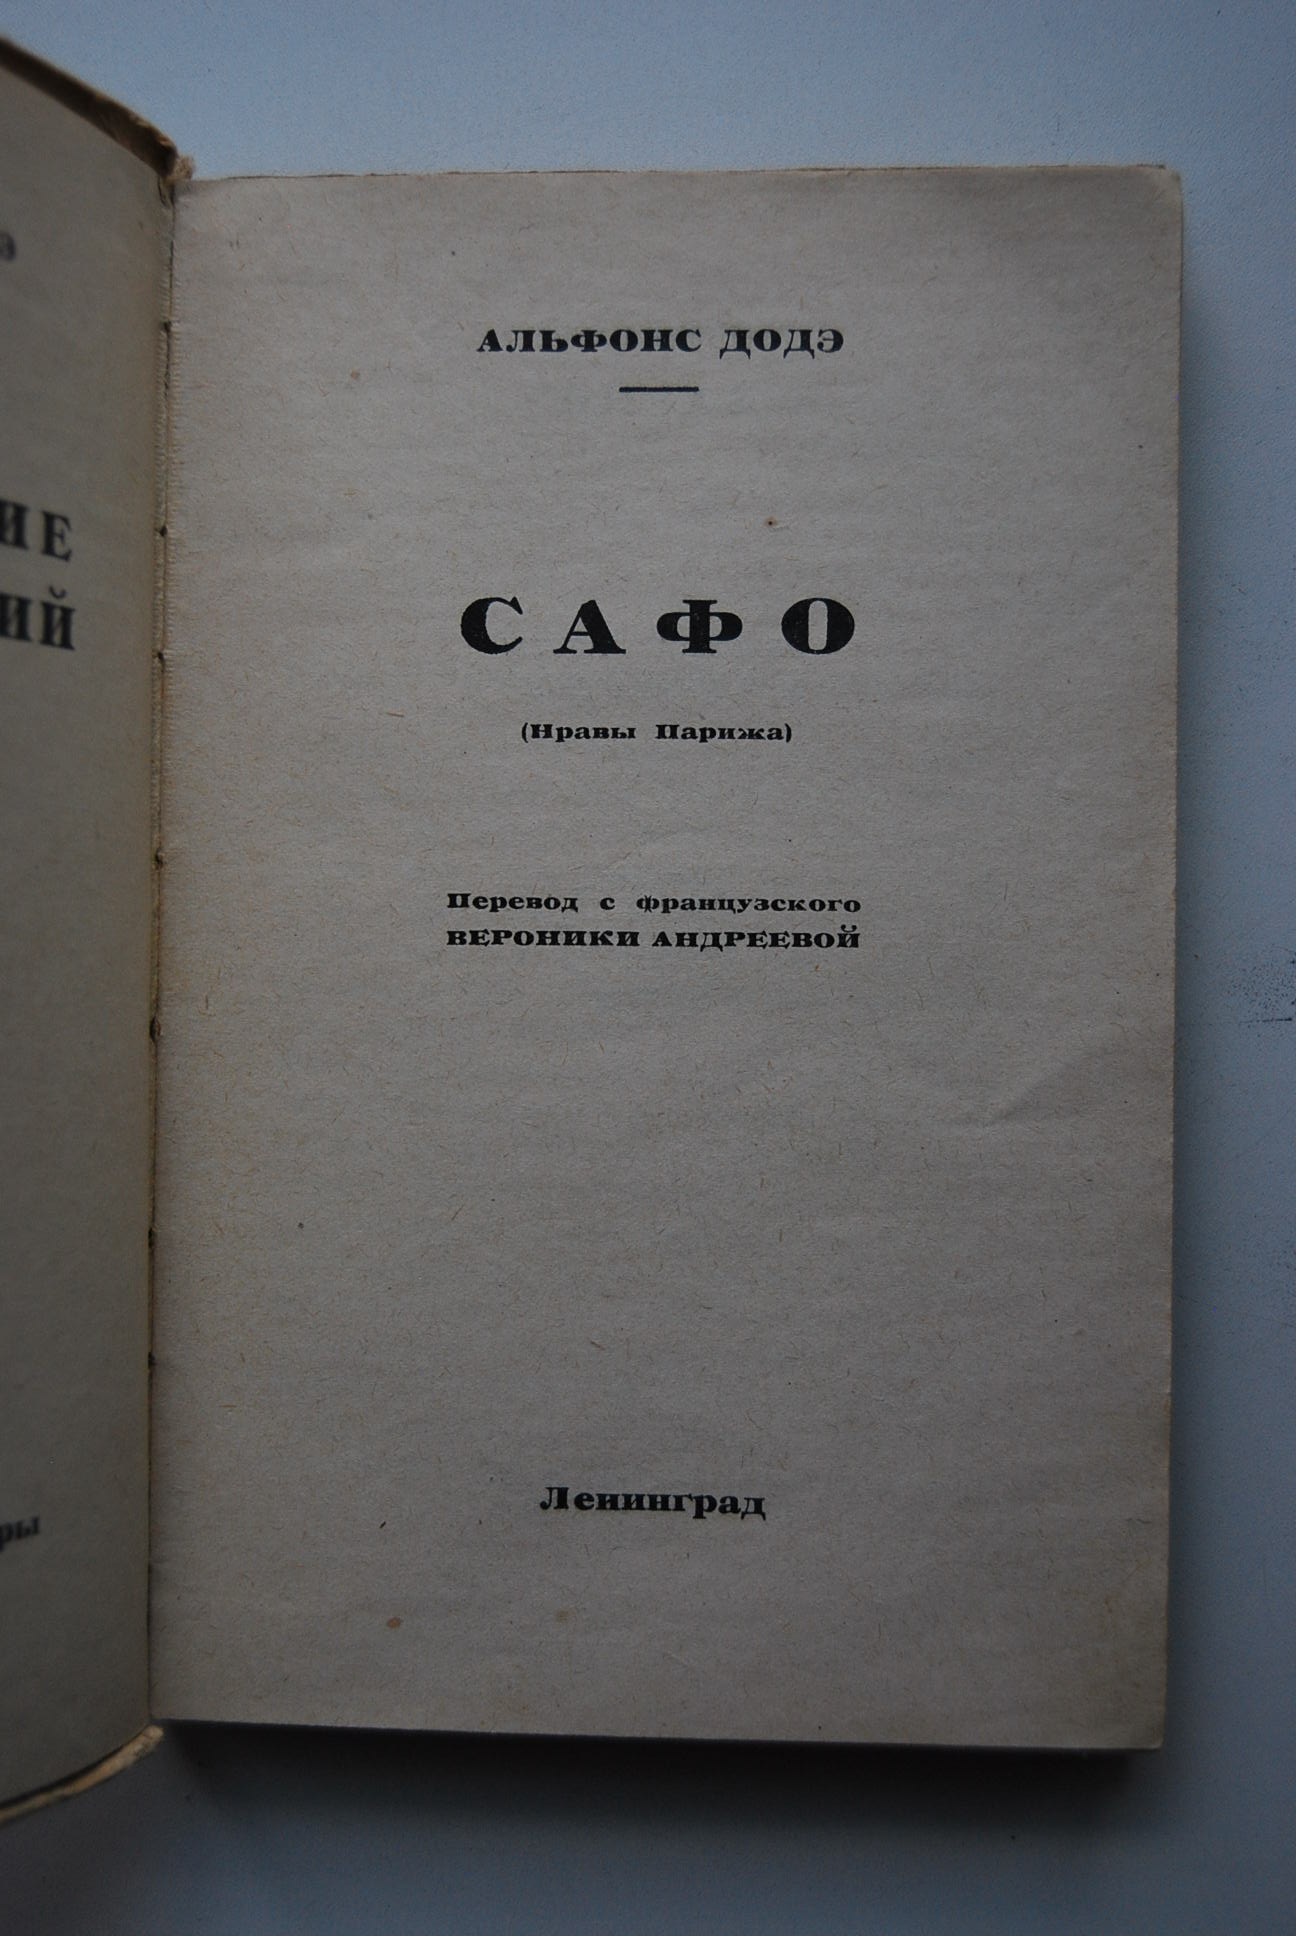 АЛЬФОНС ДОДЭ
САФО
(Нравы Парижа)
Перевод с французского
ВЕРОНИКИ АНДРЕЕВОЙ
Ленинград